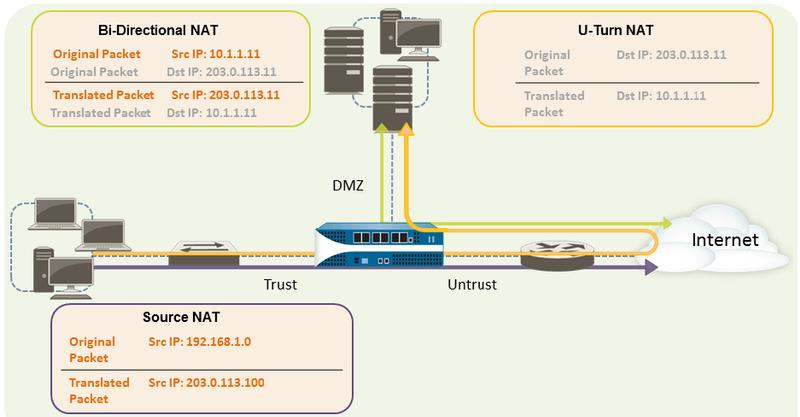 Bi-Directional NAT
Original Packet Src IP: 10.1.1.11
Original Packet Dst IP: 203.0.113.11
Translated Packet Src IP: 203.0.113.11
Translated Packet Dst IP: 10.1.1.11
U-Turn NAT
Original Dst IP: 203.0.113.11
Packet
Translated Dst IP: 10.1.1.11
Packet
DMZ
Internet
Trust
Untrust
Source NAT
Original Src IP: 192.168.1.0
Packet
Translated Src IP: 203.0.113.100
Packet